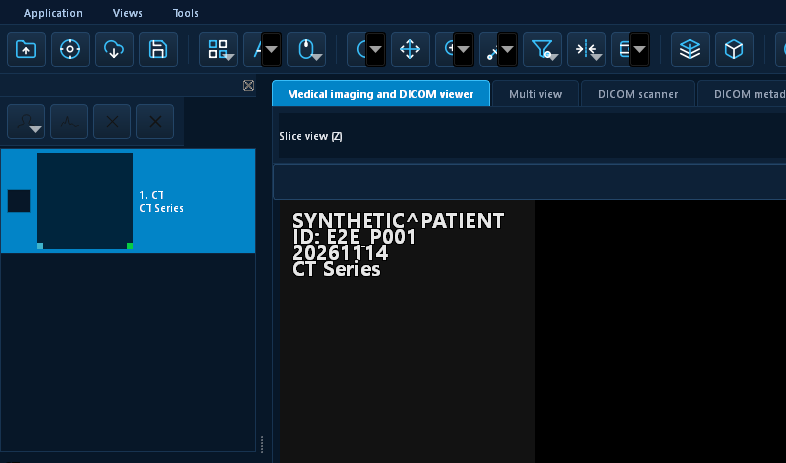 Application Views Tools
Medical imaging and DICOM viewer Multi view DICOM scanner DICOM metad
Slice view (Z)
1. CT
CT Series
SYNTHETIC^PATIENT
ID: E2E_P001
20261114
CT Series